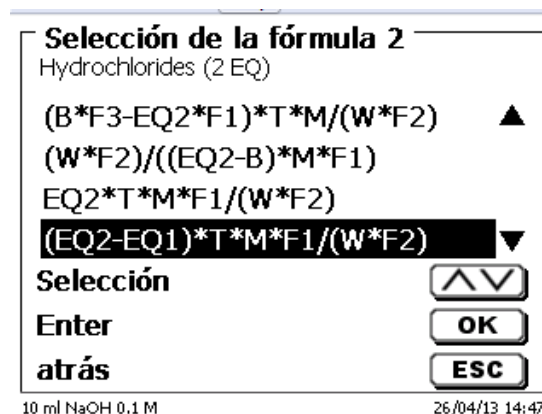 Selección de la fórmula 2
Hydrochlorides (2 EQ)
(B*F3-EQ2*F1)*T*M/(W*F2)
(W*F2)/((EQ2-B)*M*F1)
EQ2*T*M*F1/(W*F2)
(EQ2-EQ1)*T*M*F1/(W*F2)
Selección
Enter OK
atrás ESC
10 ml NaOH 0.1 M 26/04/13 14:47